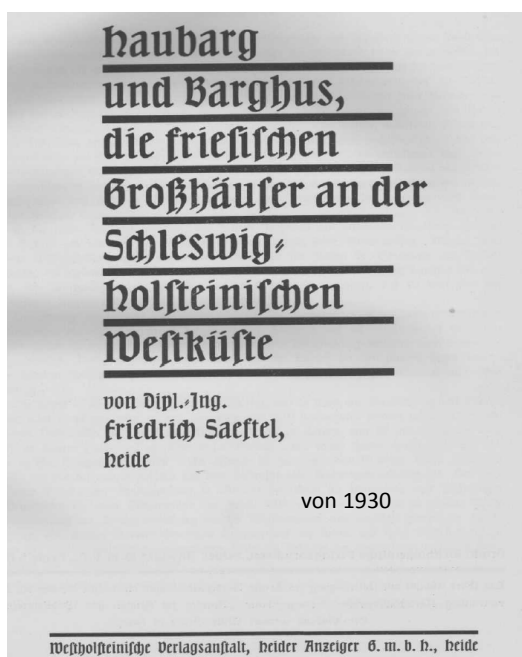 Haubarg
und Barghus,
die friesischen
Großhäuser an der
Schleswig-
Holsteinischen
Westküste
von Dipl.-Ing.
Friedrich Saeftel,
Heide
von 1930
Westholsteinische Verlagsanstalt, Heider Anzeiger G. m. b. H., Heide